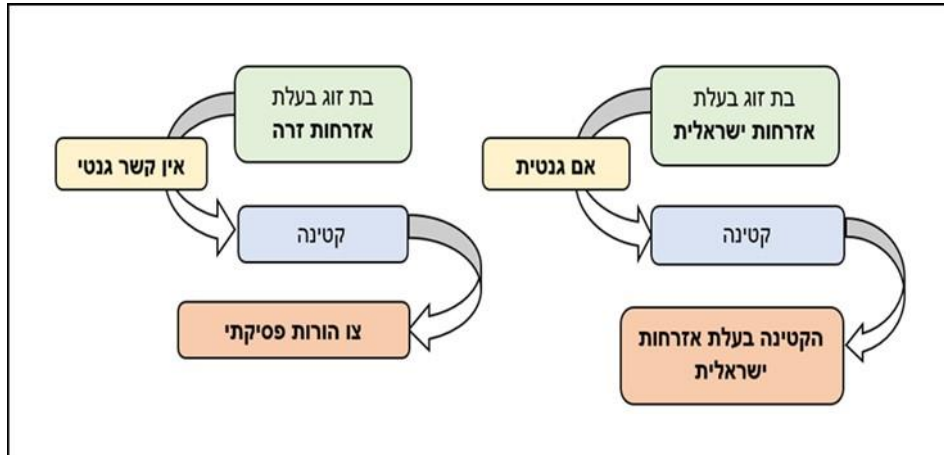 בת זוג בעלת
אזרחות ישראלית
אם גנטית
קטינה
הקטינה בעלת אזרחות
ישראלית
בת זוג בעלת
אזרחות זרה
אין קשר גנטי
קטינה
צו הורות פסיקתי